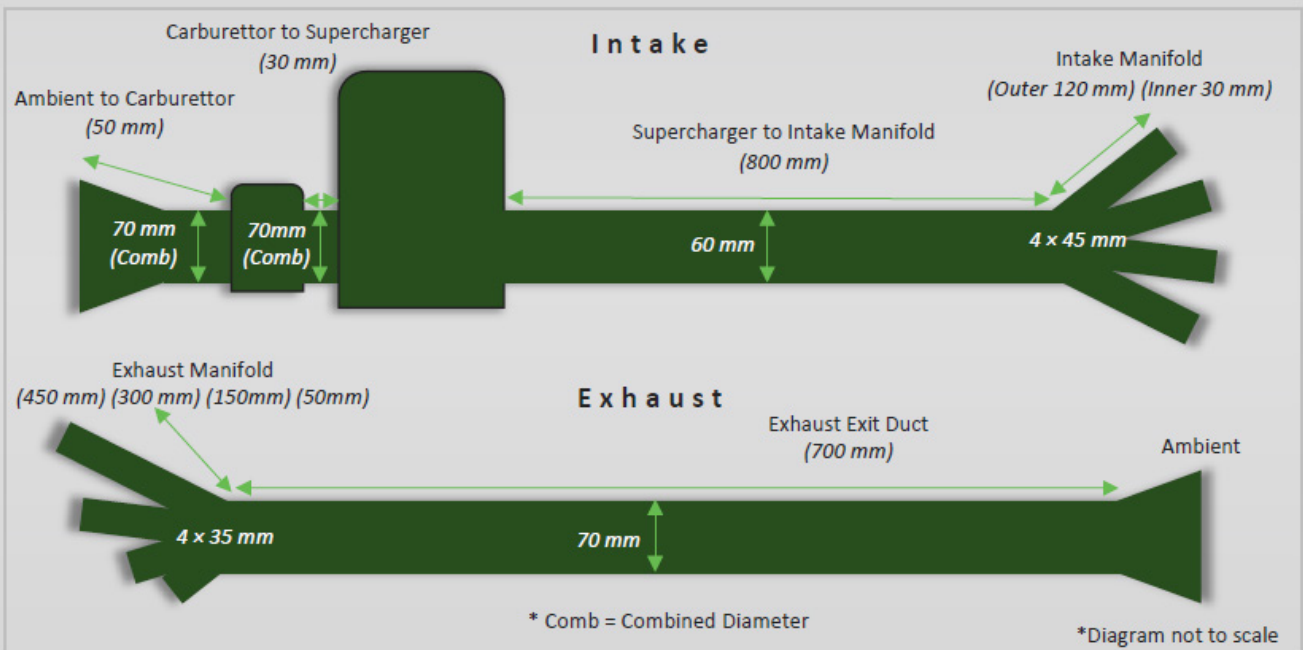 Intake
Carburettor to Supercharger
(30 mm)
Intake Manifold
(Outer 120 mm) (Inner 30 mm)
Ambient to Carburettor
(50 mm)
Supercharger to Intake Manifold
(800 mm)
70 mm
(Comb)
70mm
(Comb)
60 mm
4 × 45 mm
Exhaust Manifold
(450 mm) (300 mm) (150mm) (50mm)
Exhaust
Exhaust Exit Duct
(700 mm)
Ambient
4 × 35 mm
70 mm
* Comb = Combined Diameter
*Diagram not to scale